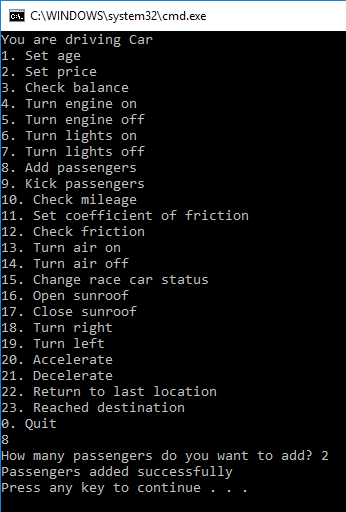 C:\WINDOWS\system32\cmd.exe
You are driving Car
1. Set age
2. Set price
3. Check balance
4. Turn engine on
5. Turn engine off
6. Turn lights on
7. Turn lights off
8. Add passengers
9. Kick passengers
10. Check mileage
11. Set coefficient of friction
12. Check friction
13. Turn air on
14. Turn air off
15. Change race car status
16. Open sunroof
17. Close sunroof
18. Turn right
19. Turn left
20. Accelerate
21. Decelerate
22. Return to last location
23. Reached destination
0. Quit
8
How many passengers do you want to add? 2
Passengers added successfully
Press any key to continue . . .